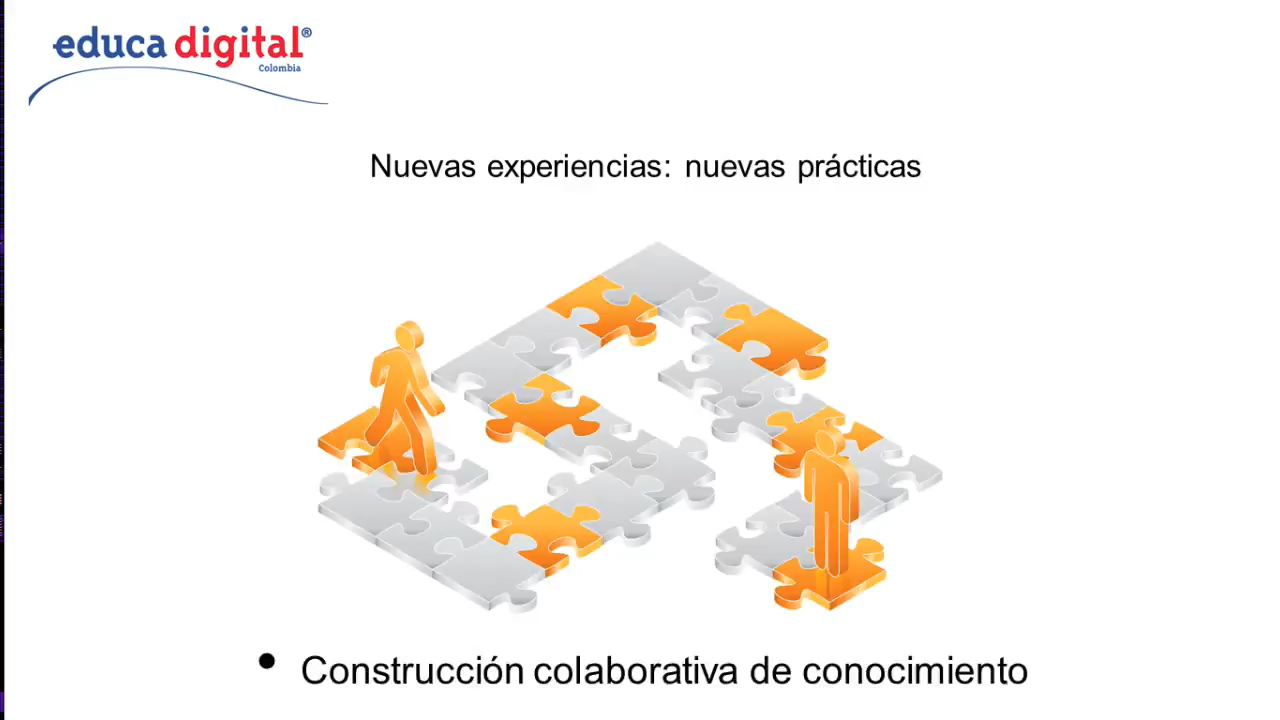 educa digital®
Colombia
Nuevas experiencias: nuevas prácticas
• Construcción colaborativa de conocimiento